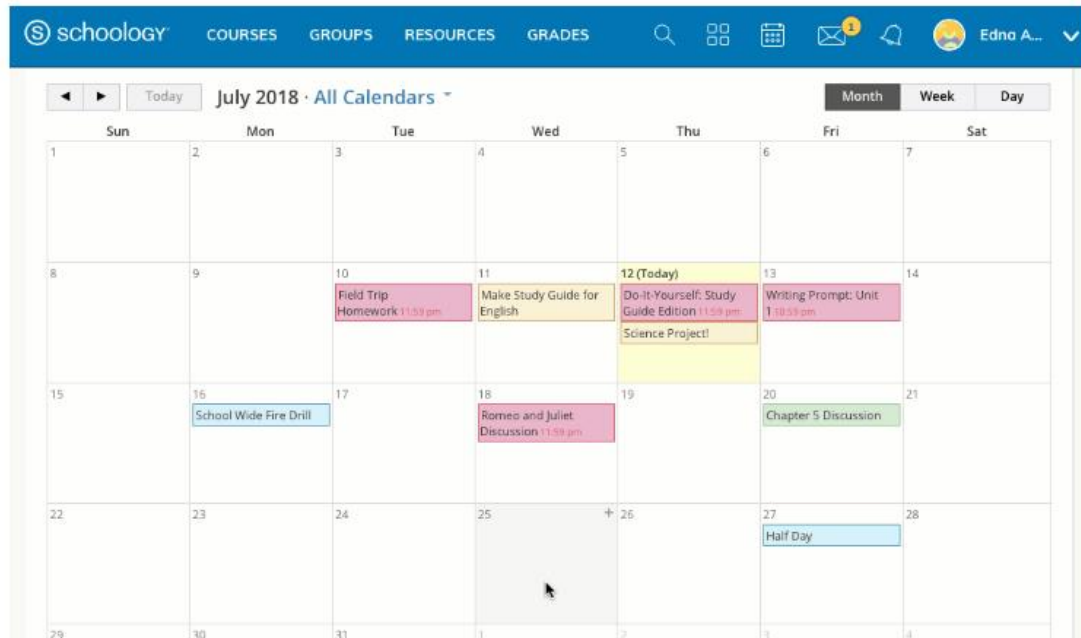 schoology COURSES GROUPS RESOURCES GRADES 1 Edna A...
Today July 2018 · All Calendars Month Week Day
Sun Mon Tue Wed Thu Fri Sat
1 2 3 4 5 6 7
8 9 10 11 12 (Today) 13 14
Field Trip Make Study Guide for Do-It-Yourself: Study Writing Prompt: Unit
Homework 11:59 pm English Guide Edition 11:59 pm 1 10:59 pm
Science Project!
15 16 17 18 19 20 21
School Wide Fire Drill Romeo and Juliet Chapter 5 Discussion
Discussion 11:59 pm
22 23 24 25 + 26 27 28
Half Day
29 30 31 1 2 3 4